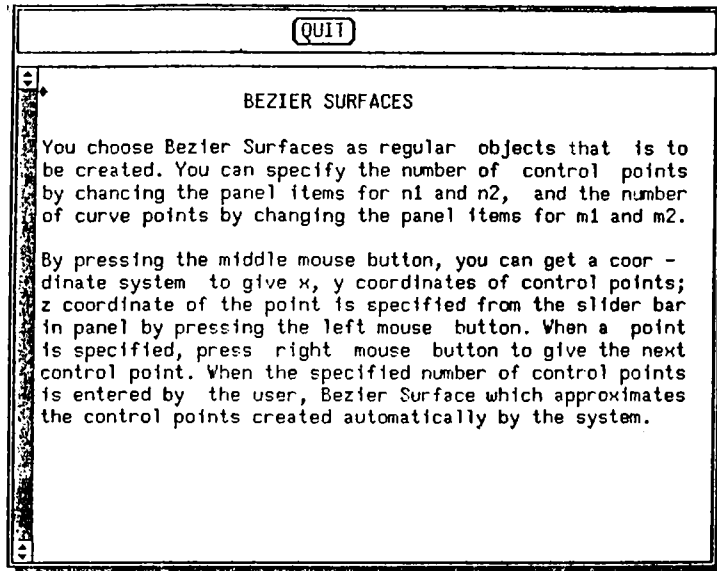 QUIT
BEZIER SURFACES
You choose Bezier Surfaces as regular objects that is to
be created. You can specify the number of control points
by chancing the panel items for n1 and n2, and the number
of curve points by changing the panel items for m1 and m2.
By pressing the middle mouse button, you can get a coor -
dinate system to give x, y coordinates of control points;
z coordinate of the point is specified from the slider bar
in panel by pressing the left mouse button. When a point
is specified, press right mouse button to give the next
control point. When the specified number of control points
is entered by the user, Bezier Surface which approximates
the control points created automatically by the system.